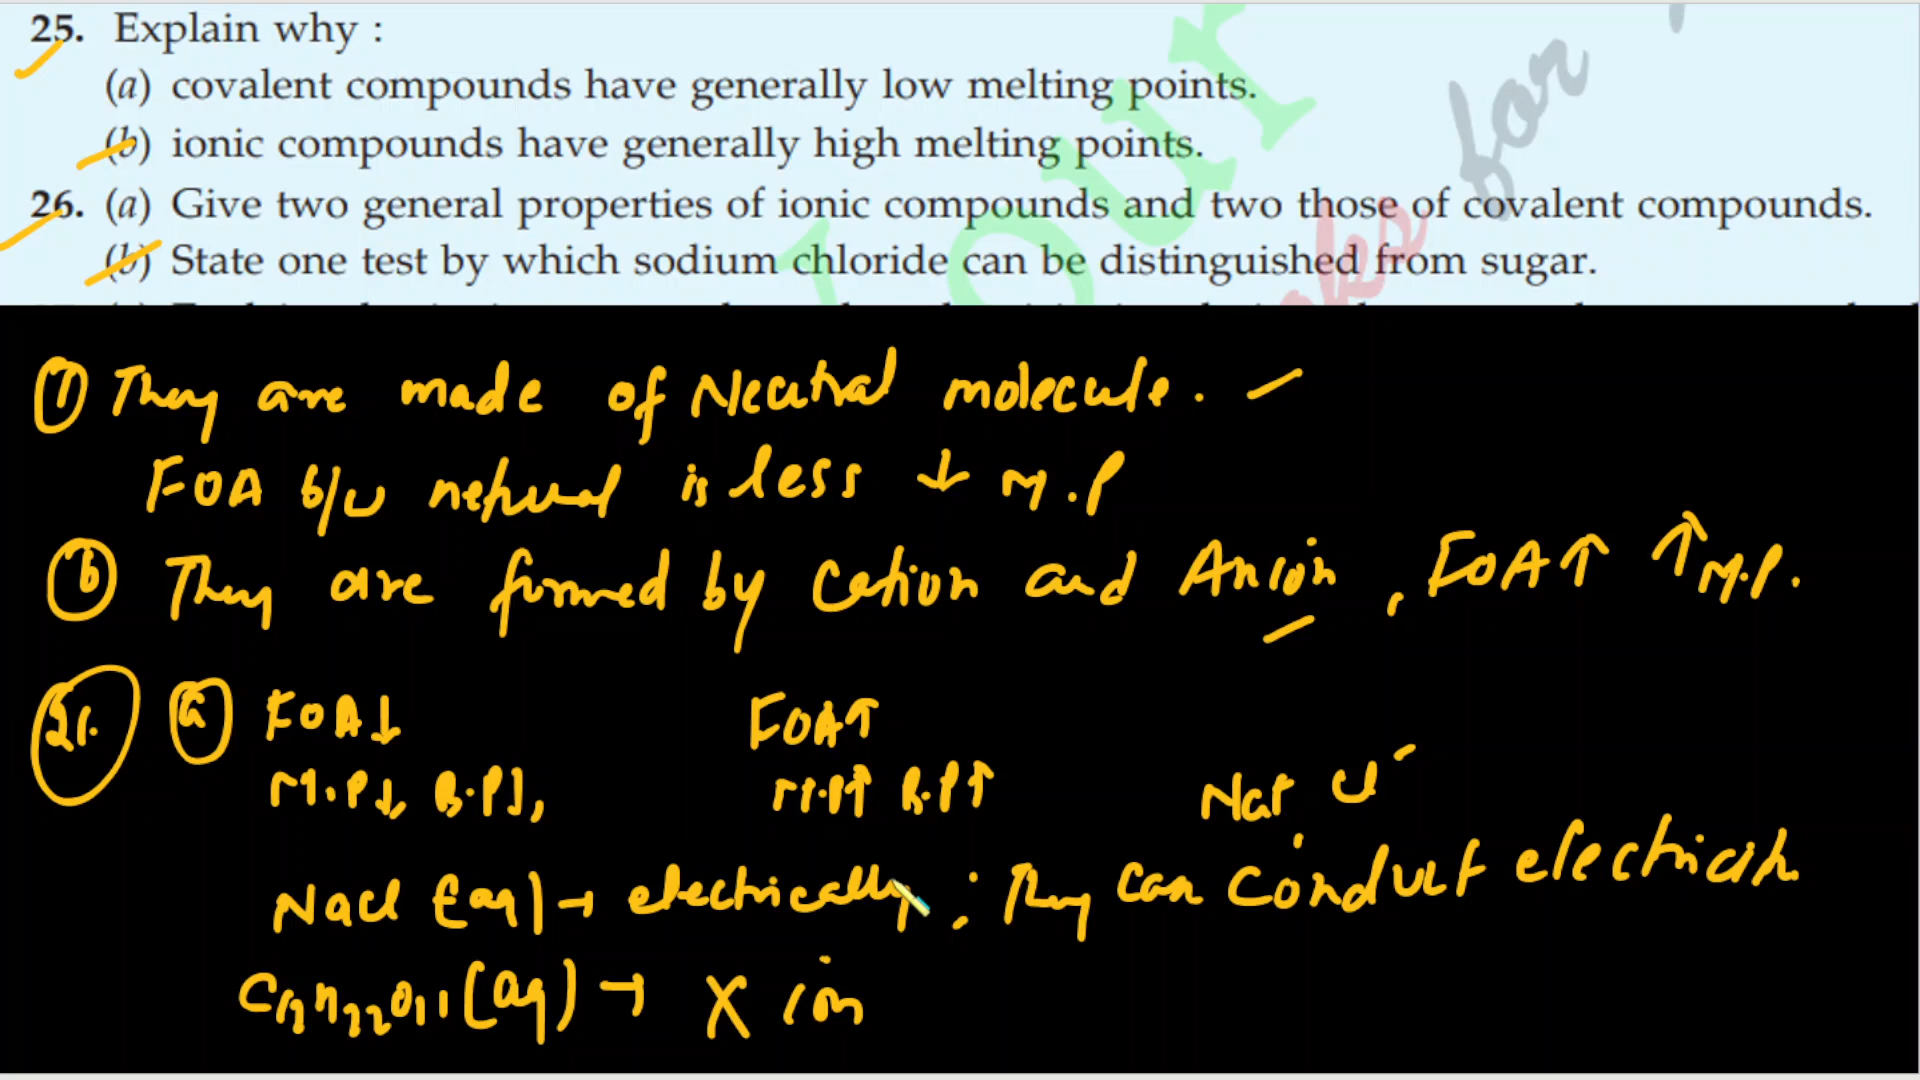 25. Explain why :
(a) covalent compounds have generally low melting points.
(b) ionic compounds have generally high melting points.
26. (a) Give two general properties of ionic compounds and two those of covalent compounds.
(b) State one test by which sodium chloride can be distinguished from sugar.
They are made of Neutral molecule.
FOA b/w is less ↓ M.P
(b) They are formed by Cation and Anion, FOA↑ ↑M.P.
(a) FOA↓ FOA↑
M.P↓ B.P↓, M.P↑ B.P↑ Na+ Cl-
NaCl (aq) → electrically ; They can conduct electricity
C12H22O11 (aq) → X ion